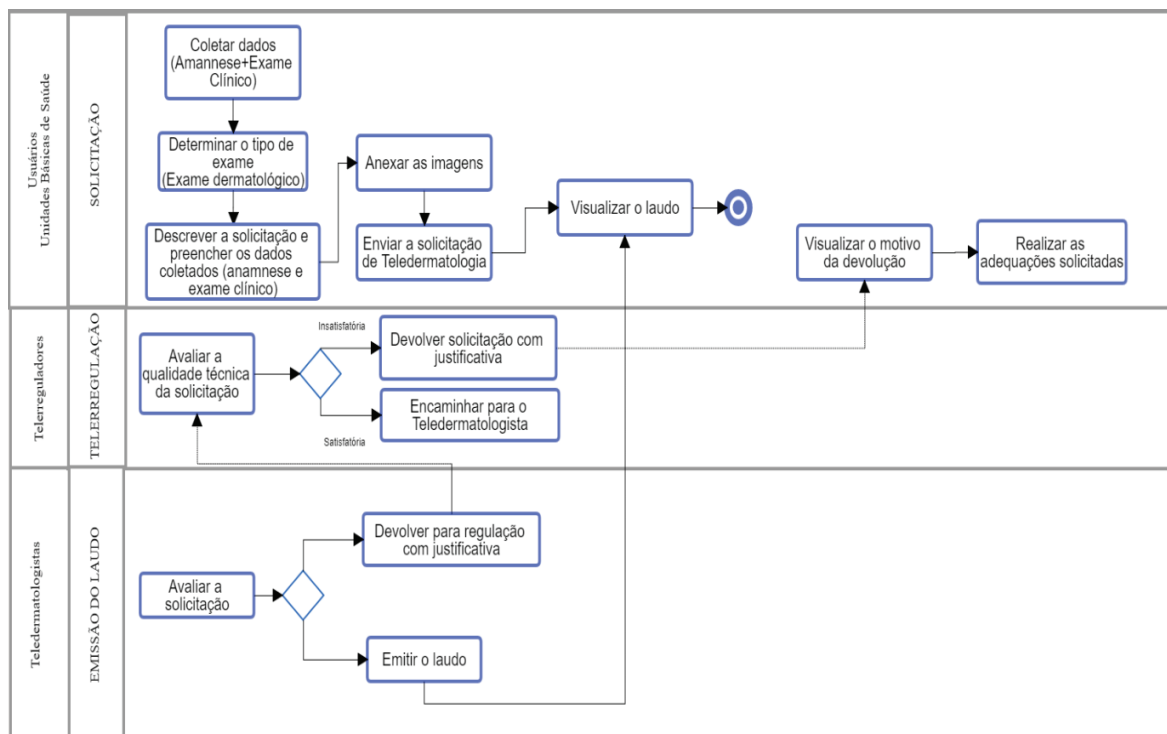 Usuários
Unidades Básicas de Saúde
SOLICITAÇÃO
Coletar dados
(Amannese+Exame
Clínico)
Determinar o tipo de
exame
(Exame dermatológico)
Descrever a solicitação e
preencher os dados
coletados (anamnese e
exame clínico)
Anexar as imagens
Enviar a solicitação
de Teledermatologia
Visualizar o laudo
Visualizar o motivo
da devolução
Realizar as
adequações solicitadas
Telerreguladores
TELERREGULAÇÃO
Avaliar a
qualidade técnica
da solicitação
Insatisfatória
Devolver solicitação com
justificativa
Encaminhar para o
Teledermatologista
Satisfatória
Teledermatologistas
EMISSÃO DO LAUDO
Avaliar a
solicitação
Devolver para regulação
com justificativa
Emitir o laudo